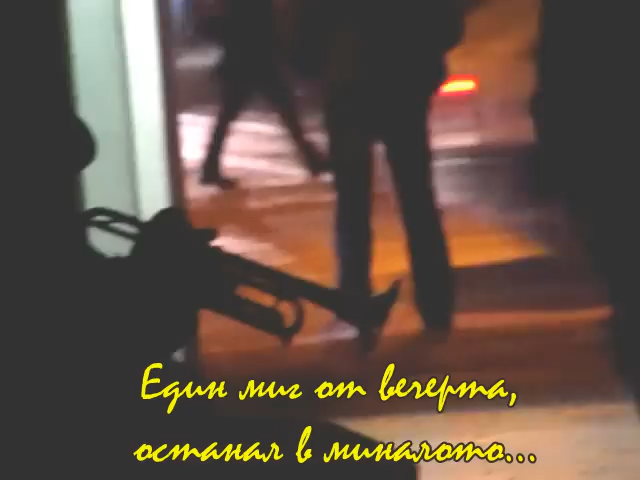 Един миг от вечерта,
останал в миналото...